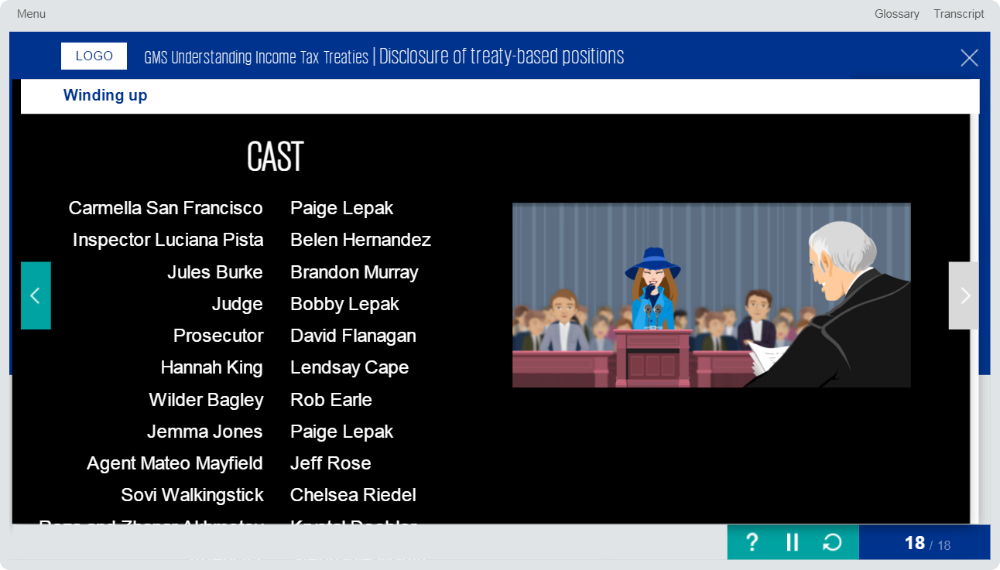 Menu Glossary Transcript
LOGO GMS Understanding Income Tax Treaties | Disclosure of treaty-based positions
Winding up
CAST
Carmella San Francisco Paige Lepak
Inspector Luciana Pista Belen Hernandez
Jules Burke Brandon Murray
Judge Bobby Lepak
Prosecutor David Flanagan
Hannah King Lendsay Cape
Wilder Bagley Rob Earle
Jemma Jones Paige Lepak
Agent Mateo Mayfield Jeff Rose
Sovi Walkingstick Chelsea Riedel
and
? 18 / 18